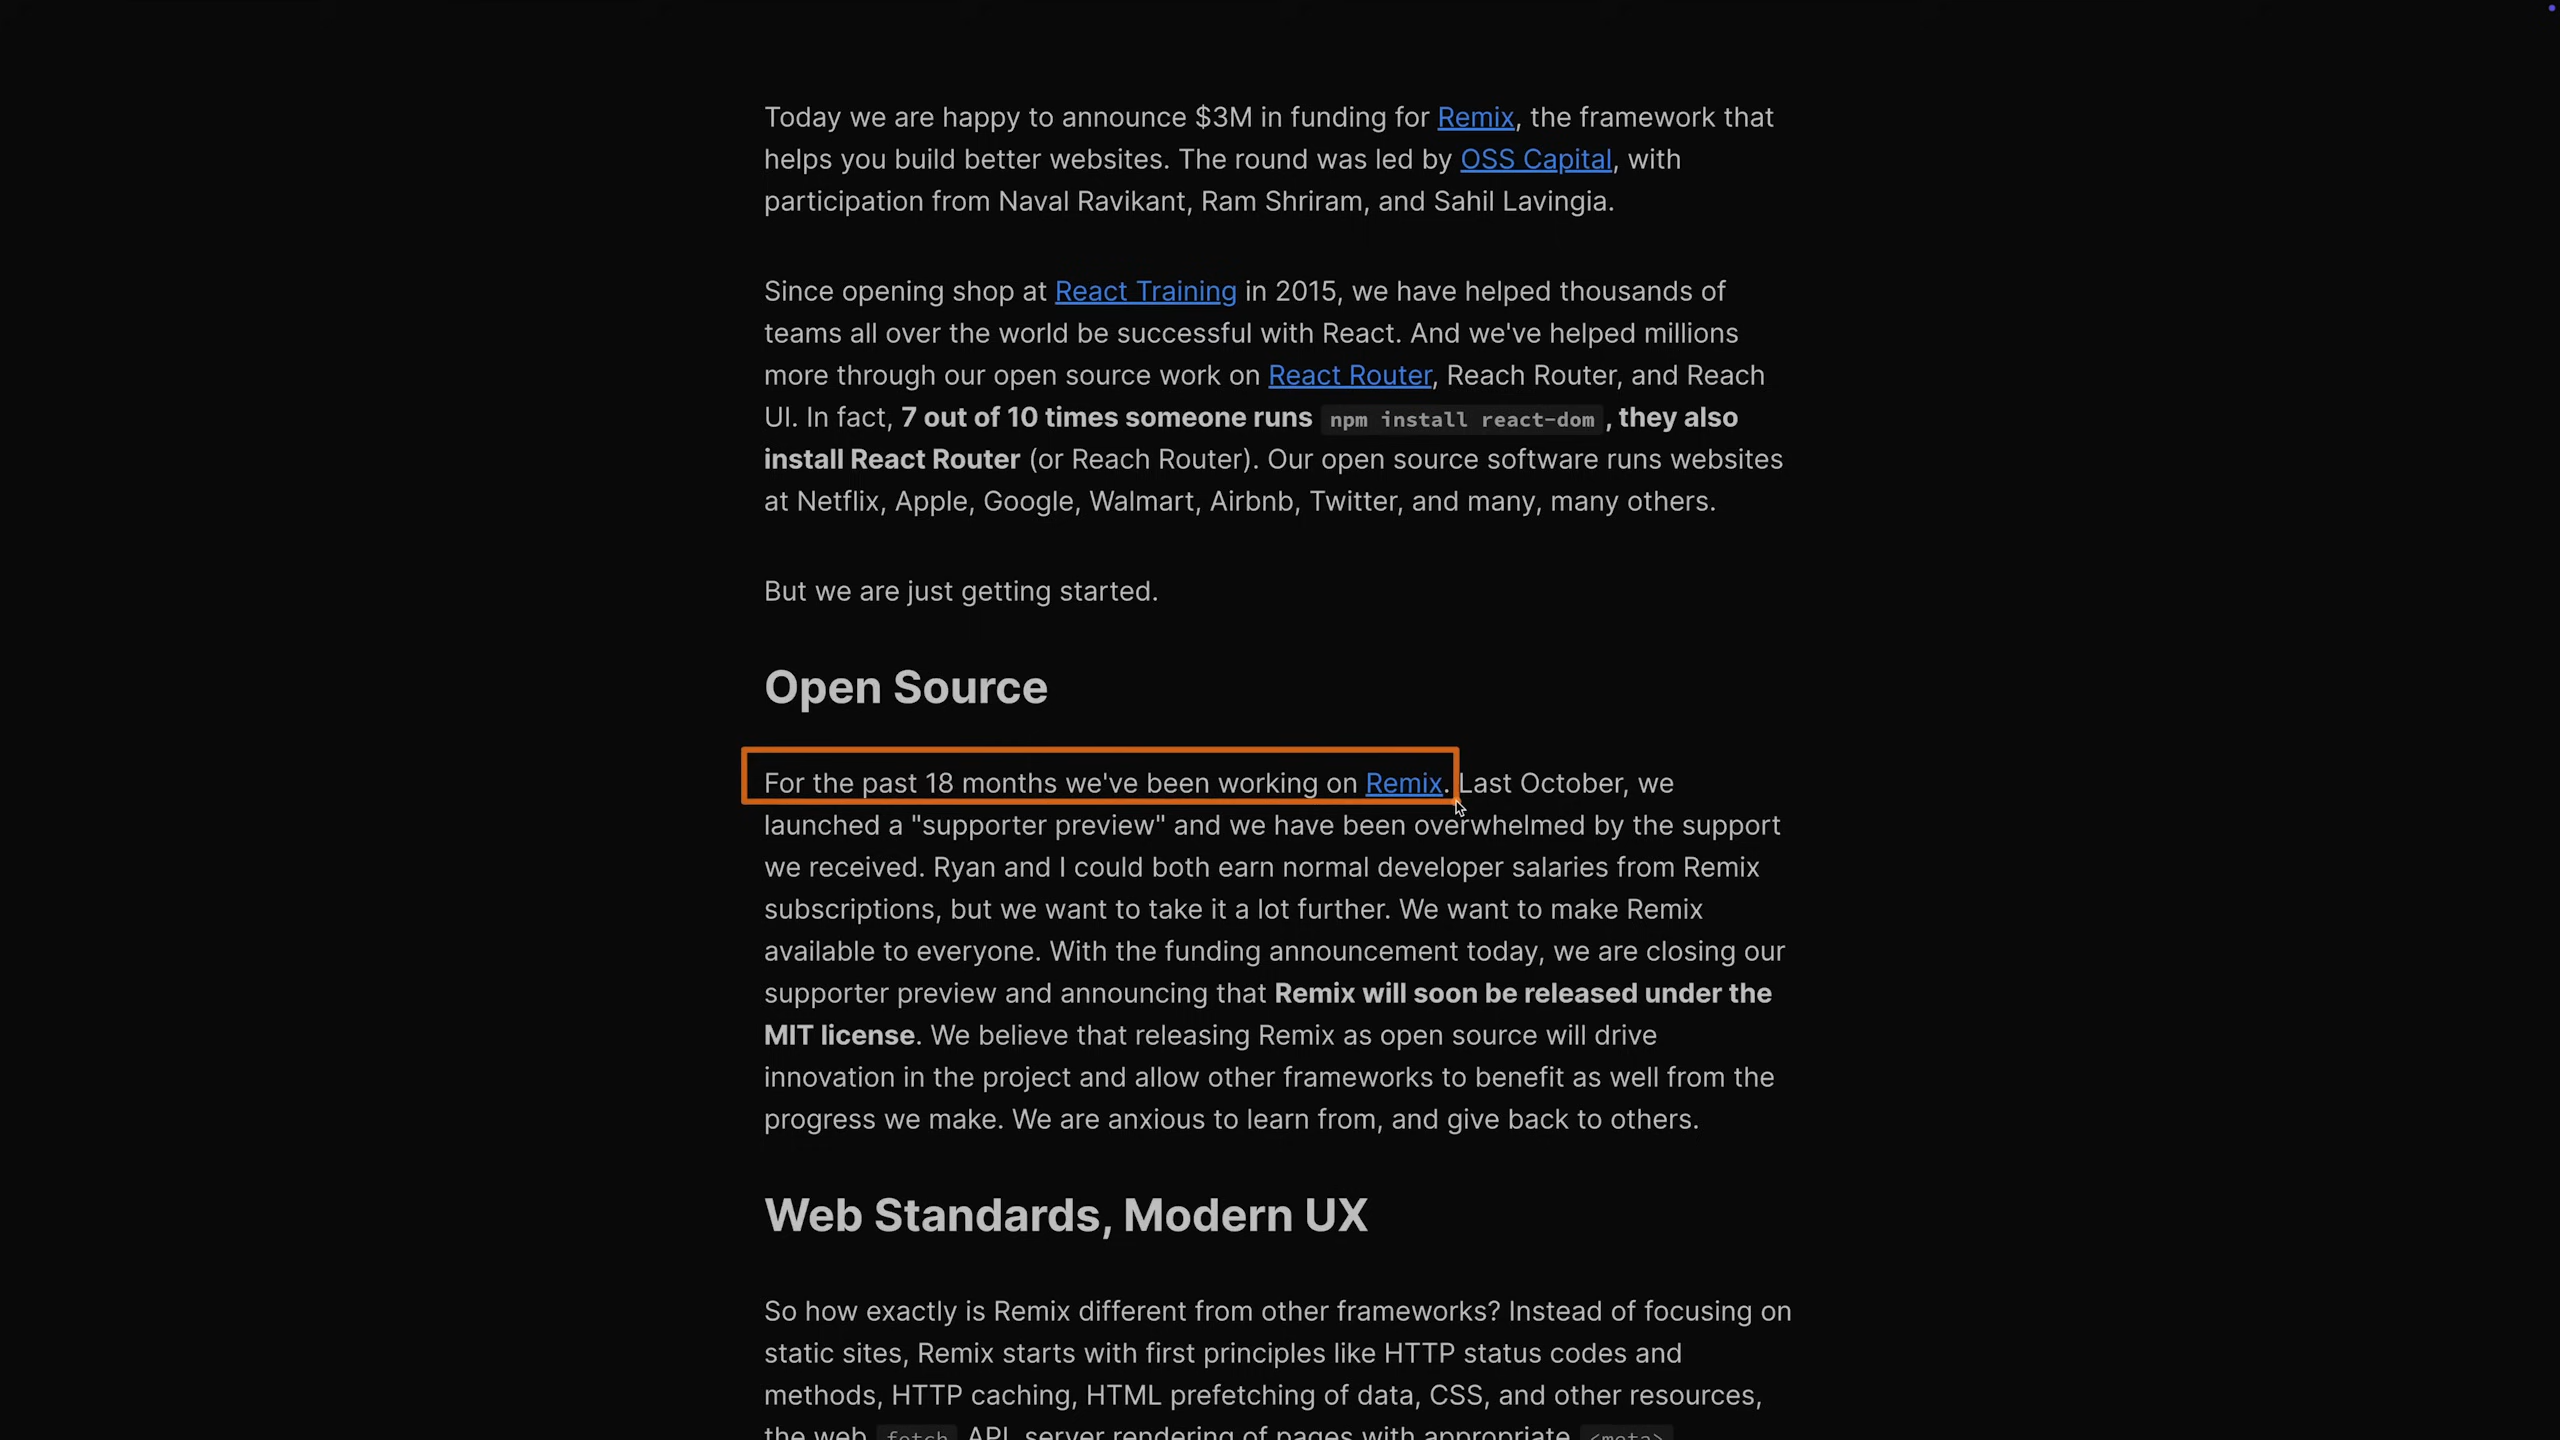 Today we are happy to announce $3M in funding for Remix, the framework that
helps you build better websites. The round was led by OSS Capital, with
participation from Naval Ravikant, Ram Shriram, and Sahil Lavingia.
Since opening shop at React Training in 2015, we have helped thousands of
teams all over the world be successful with React. And we've helped millions
more through our open source work on React Router, Reach Router, and Reach
UI. In fact, 7 out of 10 times someone runs npm install react-dom, they also
install React Router (or Reach Router). Our open source software runs websites
at Netflix, Apple, Google, Walmart, Airbnb, Twitter, and many, many others.
But we are just getting started.
Open Source
For the past 18 months we've been working on Remix. Last October, we
launched a "supporter preview" and we have been overwhelmed by the support
we received. Ryan and I could both earn normal developer salaries from Remix
subscriptions, but we want to take it a lot further. We want to make Remix
available to everyone. With the funding announcement today, we are closing our
supporter preview and announcing that Remix will soon be released under the
MIT license. We believe that releasing Remix as open source will drive
innovation in the project and allow other frameworks to benefit as well from the
progress we make. We are anxious to learn from, and give back to others.
Web Standards, Modern UX
So how exactly is Remix different from other frameworks? Instead of focusing on
static sites, Remix starts with first principles like HTTP status codes and
methods, HTTP caching, HTML prefetching of data, CSS, and other resources,
the web fetch API, server rendering of pages with appropriate <meta>